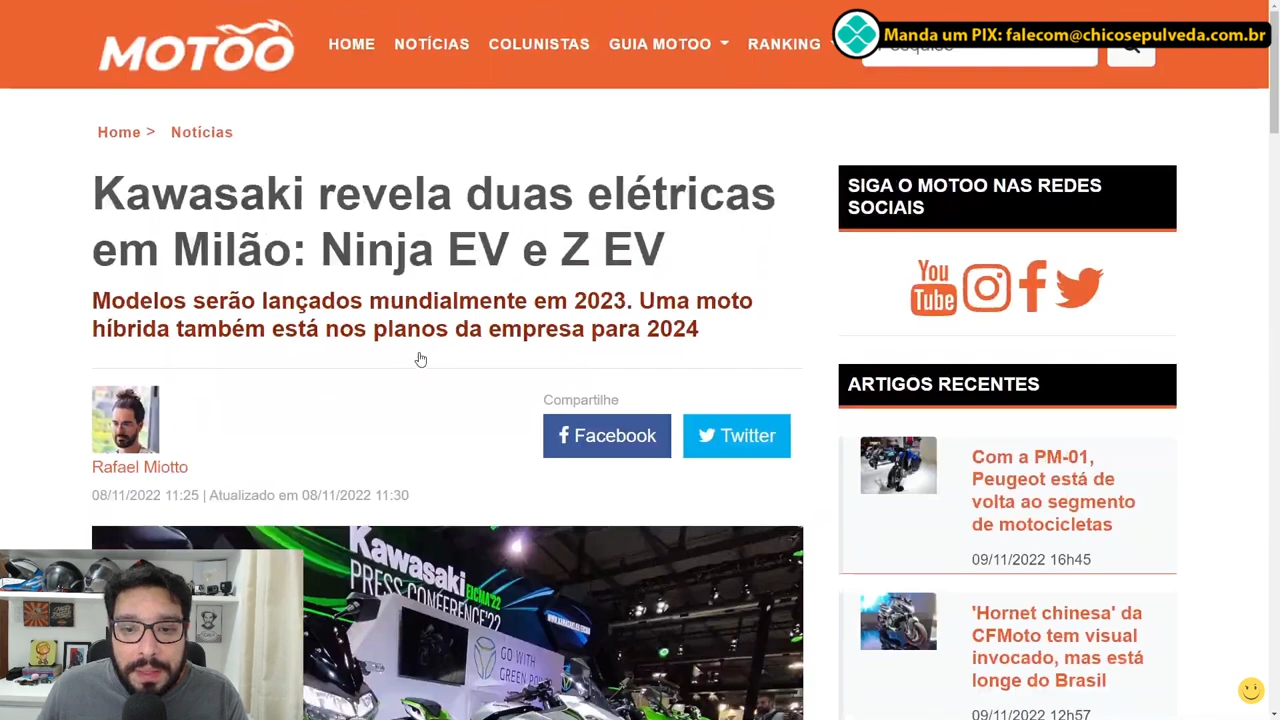 MOTOO
HOME NOTÍCIAS COLUNISTAS GUIA MOTOO RANKING
Manda um PIX: falecom@chicosepulveda.com.br
Home > Notícias
Kawasaki revela duas elétricas
em Milão: Ninja EV e Z EV
Modelos serão lançados mundialmente em 2023. Uma moto
híbrida também está nos planos da empresa para 2024
Rafael Miotto
08/11/2022 11:25 | Atualizado em 08/11/2022 11:30
Compartilhe
Facebook Twitter
Kawasaki EICMA'22
PRESS CONFERENCE'22
GO WITH
SIGA O MOTOO NAS REDES
SOCIAIS
You
Tube
ARTIGOS RECENTES
Com a PM-01,
Peugeot está de
volta ao segmento
de motocicletas
09/11/2022 16h45
'Hornet chinesa' da
CFMoto tem visual
invocado, mas está
longe do Brasil
09/11/2022 12h57